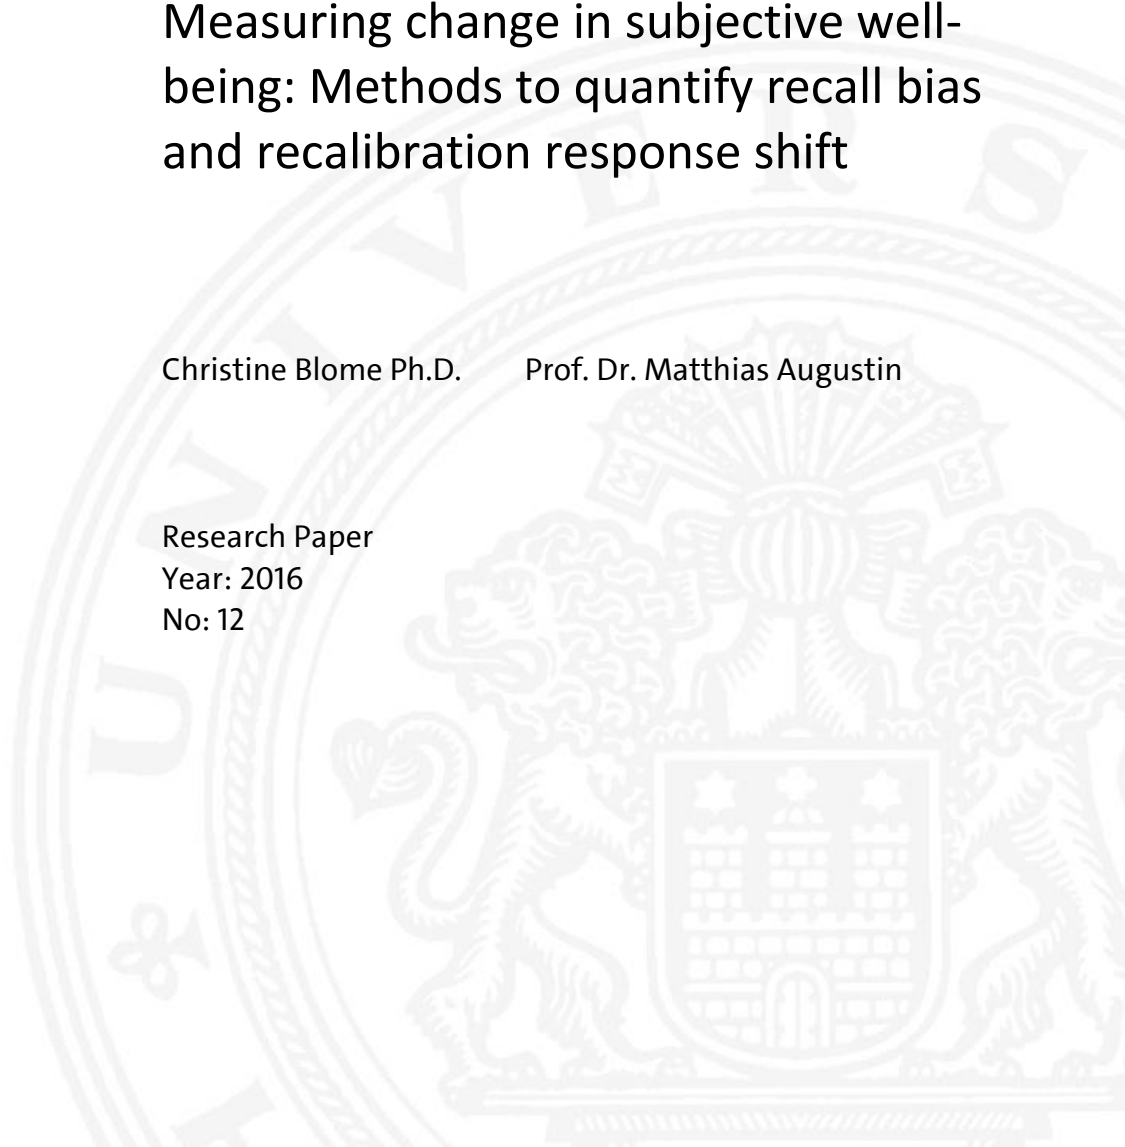 Measuring change in subjective well-
being: Methods to quantify recall bias
and recalibration response shift
Christine Blome Ph.D. Prof. Dr. Matthias Augustin
Research Paper
Year: 2016
No: 12
UNIVERS